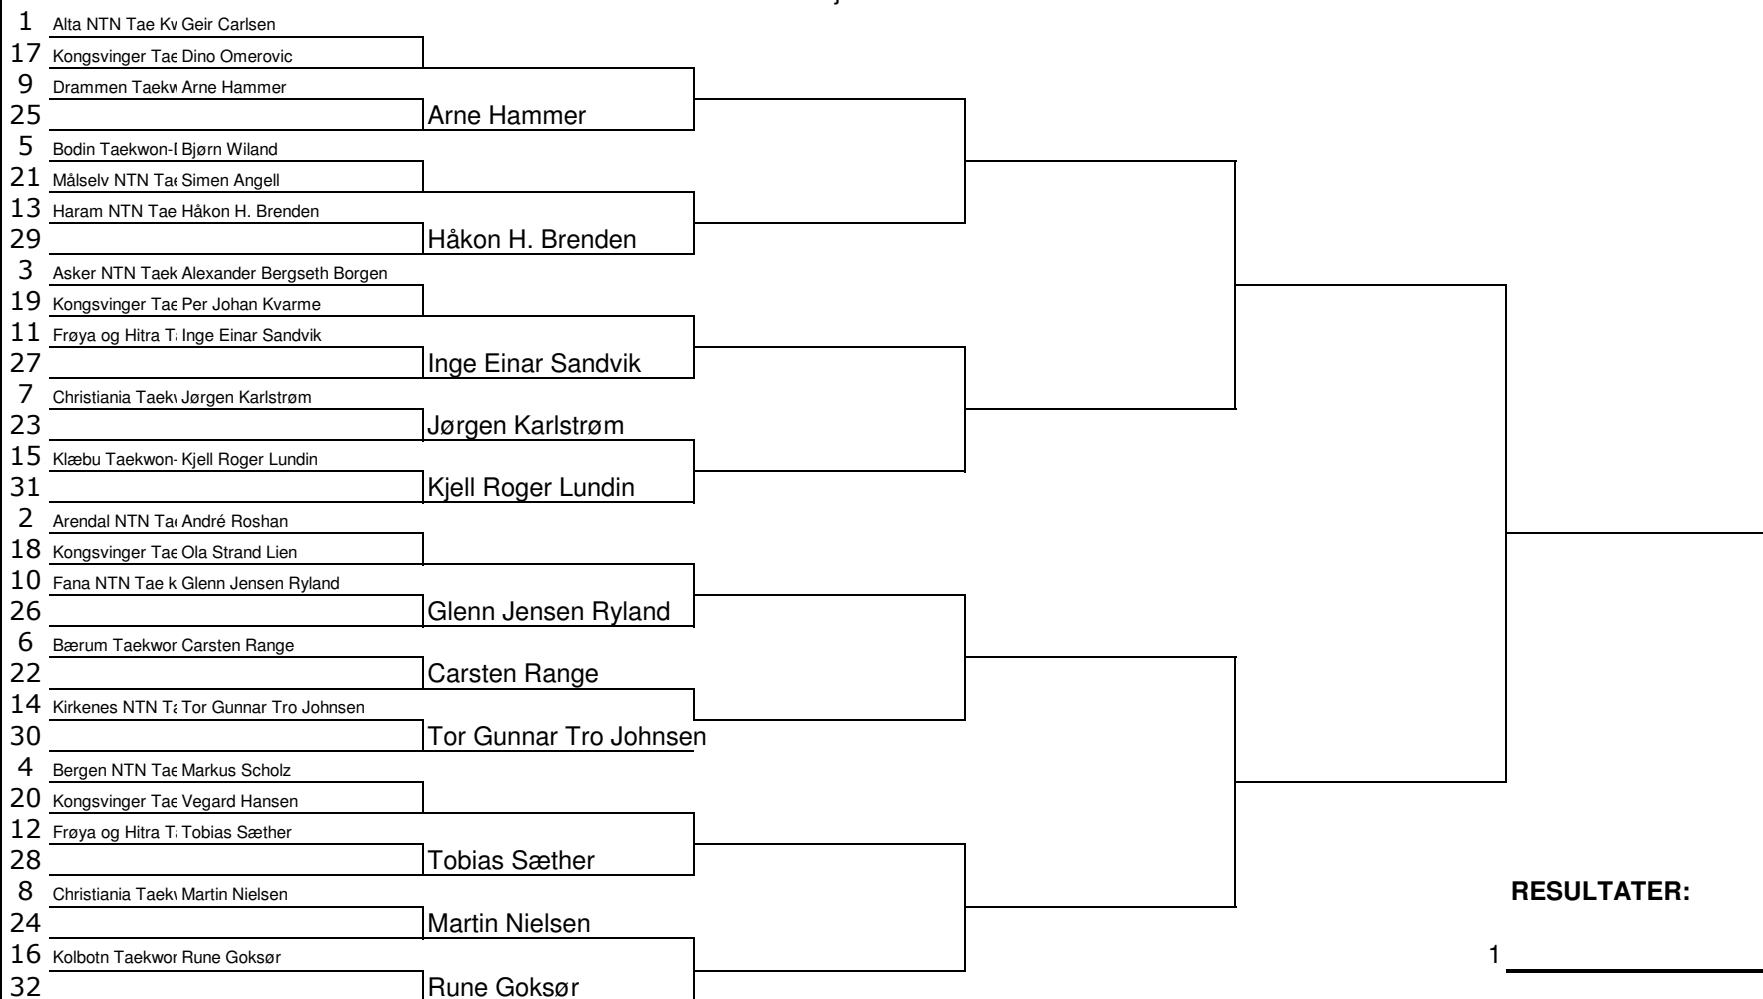 1 Alta NTN Tae Kv Geir Carlsen
17 Kongsvinger Tae Dino Omerovic
9 Drammen Taekw Arne Hammer
25 Arne Hammer
5 Bodin Taekwon-I Bjørn Wiland
21 Målselv NTN Tae Simen Angell
13 Haram NTN Tae Håkon H. Brenden
29 Håkon H. Brenden
3 Asker NTN Taek Alexander Bergseth Borgen
19 Kongsvinger Tae Per Johan Kvarme
11 Frøya og Hitra Ta Inge Einar Sandvik
27 Inge Einar Sandvik
7 Christiania Taekv Jørgen Karlstrøm
23 Jørgen Karlstrøm
15 Klæbu Taekwon- Kjell Roger Lundin
31 Kjell Roger Lundin
2 Arendal NTN Tae André Roshan
18 Kongsvinger Tae Ola Strand Lien
10 Fana NTN Tae k Glenn Jensen Ryland
26 Glenn Jensen Ryland
6 Bærum Taekwor Carsten Range
22 Carsten Range
14 Kirkenes NTN Ta Tor Gunnar Tro Johnsen
30 Tor Gunnar Tro Johnsen
4 Bergen NTN Tae Markus Scholz
20 Kongsvinger Tae Vegard Hansen
12 Frøya og Hitra Ta Tobias Sæther
28 Tobias Sæther
8 Christiania Taekv Martin Nielsen
RESULTATER:
24 Martin Nielsen
16 Kolbotn Taekwor Rune Goksør
1
32 Rune Goksør